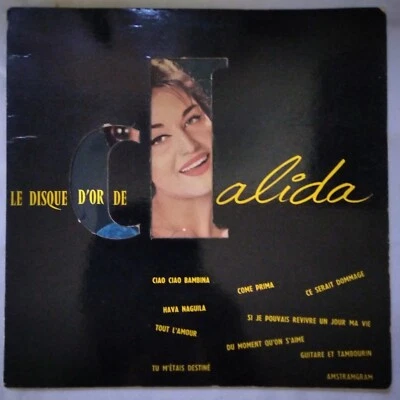 LE DISQUE D'OR DE dalida
CIAO CIAO BAMBINA
COME PRIMA
CE SERAIT DOMMAGE
HAVA NAGUILA
SI JE POUVAIS REVIVRE UN JOUR MA VIE
TOUT L'AMOUR
DU MOMENT QU'ON S'AIME
GUITARE ET TAMBOURIN
TU M'ÉTAIS DESTINÉ
AMSTRAMGRAM